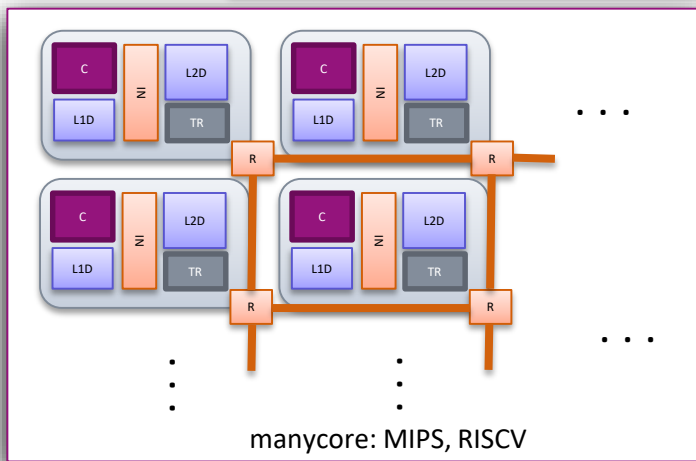 C
L1D
NI
L2D
TR
R
C
L1D
NI
L2D
TR
R
. . .
C
L1D
NI
L2D
TR
R
C
L1D
NI
L2D
TR
R
. . .
. . .
. . .
manycore: MIPS, RISCV